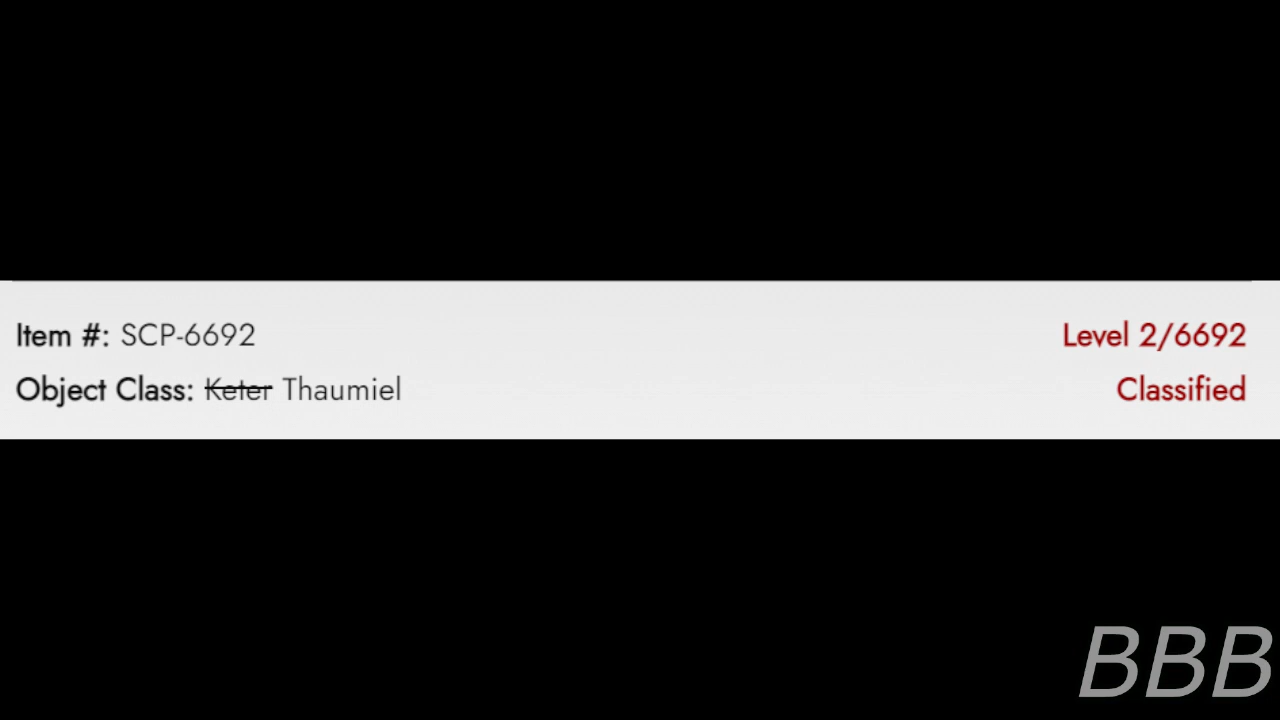 Item #: SCP-6692
Level 2/6692
Object Class: Keter Thaumiel
Classified
BBB